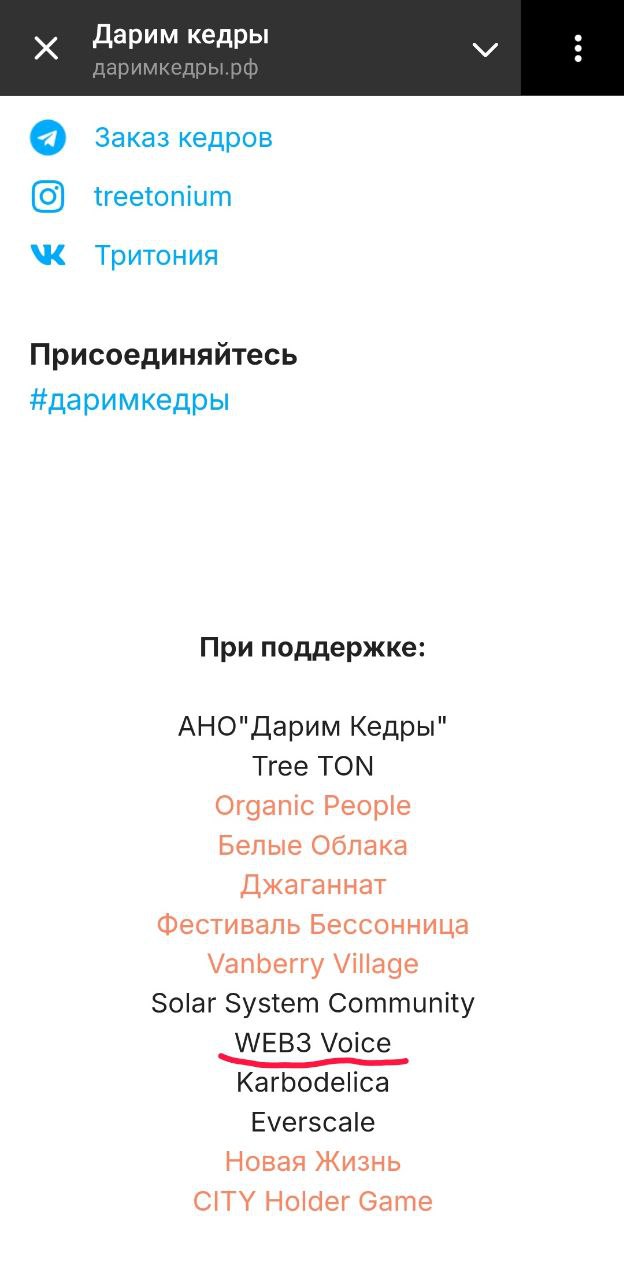 Дарим кедры
даримкедры.рф
Заказ кедров
treetonium
Тритония
Присоединяйтесь
#даримкедры
При поддержке:
АНО"Дарим Кедры"
Tree TON
Organic People
Белые Облака
Джаганнат
Фестиваль Бессонница
Vanberry Village
Solar System Community
WEB3 Voice
Karbodelica
Everscale
Новая Жизнь
CITY Holder Game